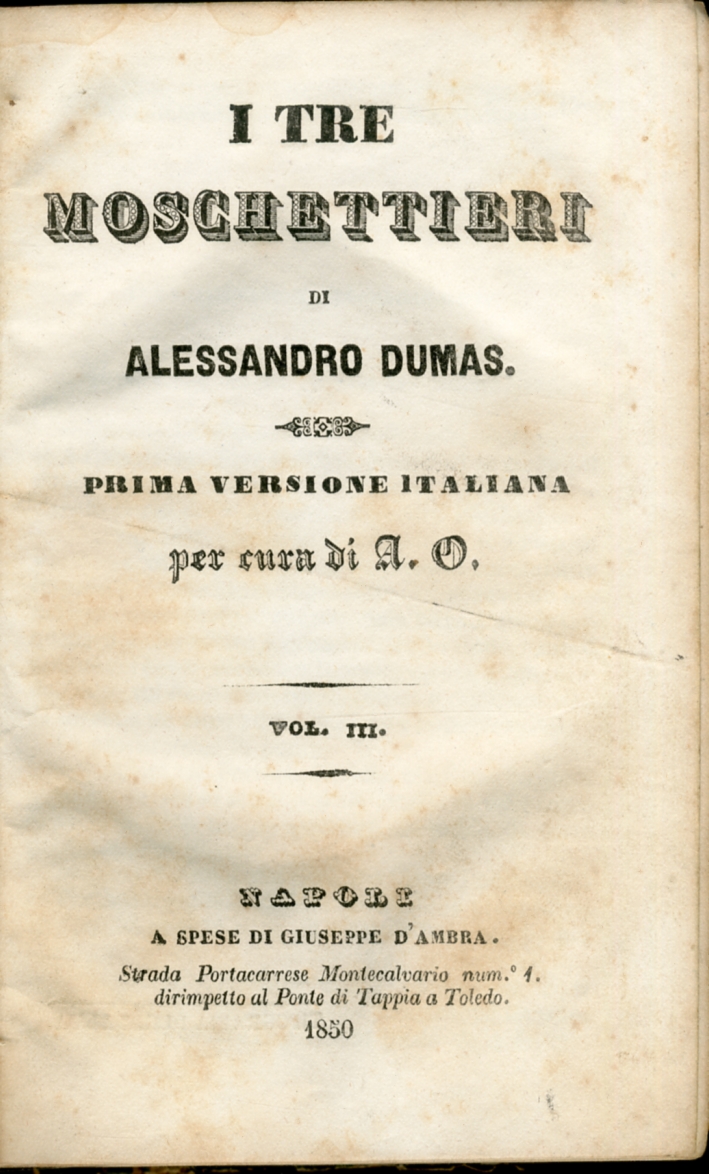 I TRE
MOSCHETTIERI
DI
ALESSANDRO DUMAS.
PRIMA VERSIONE ITALIANA
per cura di A. O.
VOL. III.
NAPOLI
A SPESE DI GIUSEPPE D'AMBRA.
Strada Portacarrese Montecalvario num.° 1.
dirimpetto al Ponte di Tappia a Toledo.
1850